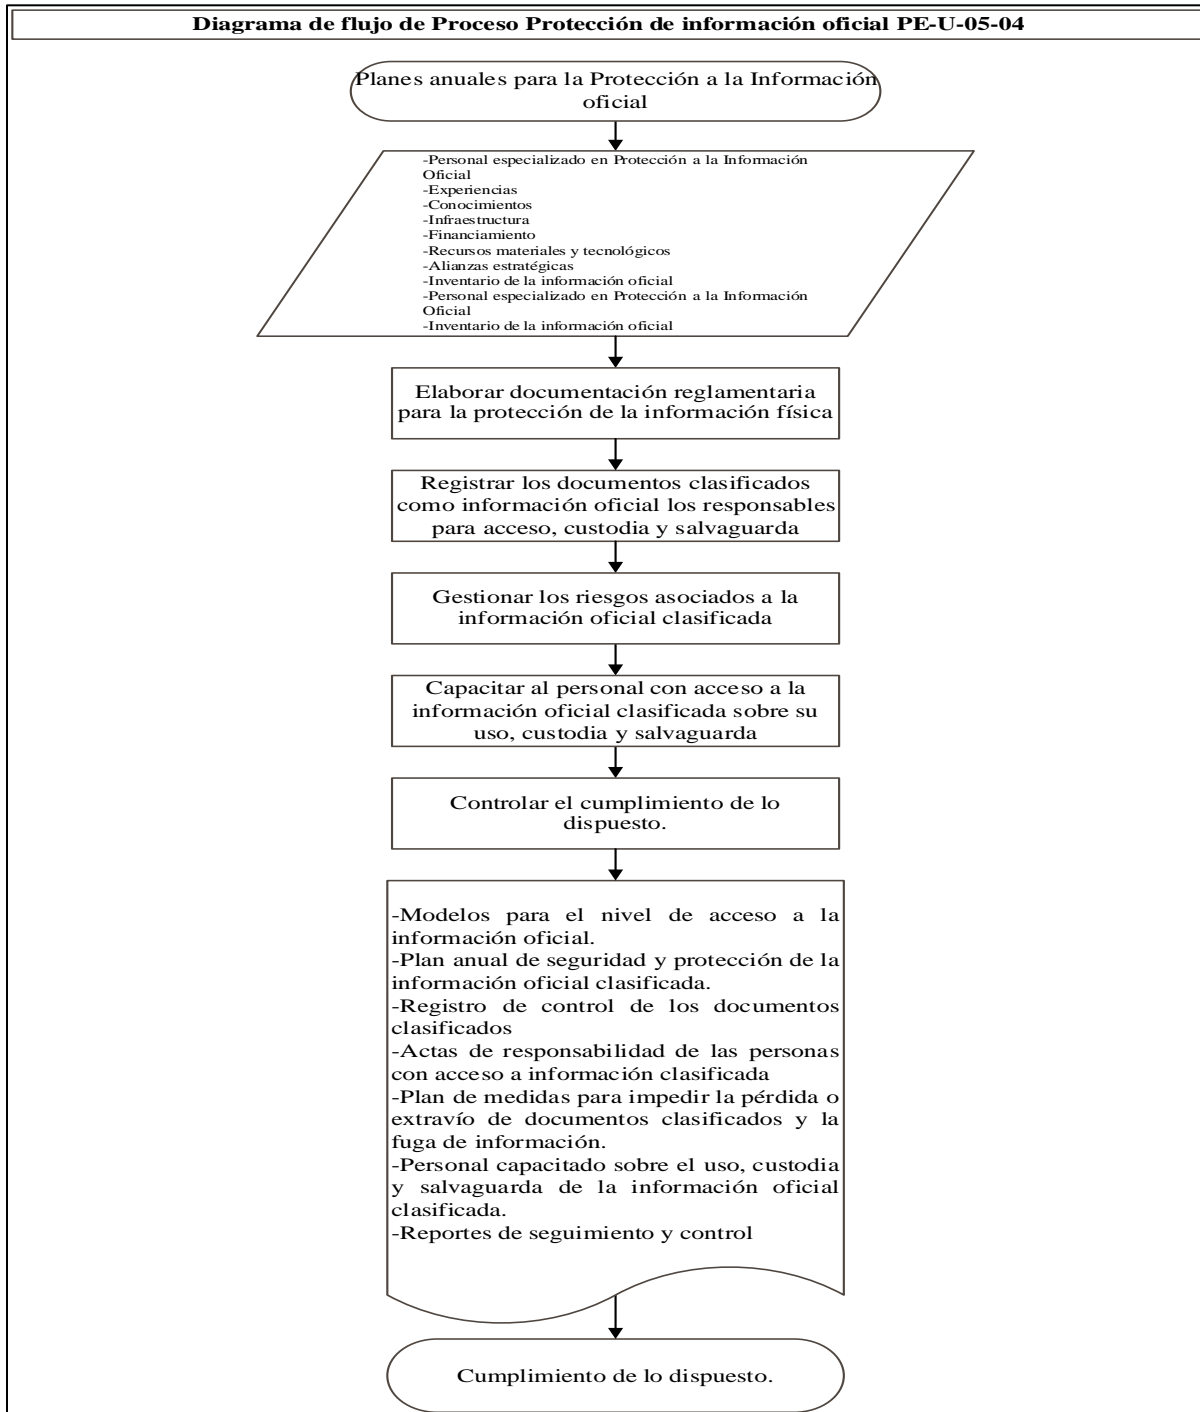 Diagrama de flujo de Proceso Protección de información oficial PE-U-05-04
Planes anuales para la Protección a la Información
oficial
-Personal especializado en Protección a la Información
Oficial
-Experiencias
-Conocimientos
-Infraestructura
-Financiamiento
-Recursos materiales y tecnológicos
-Alianzas estratégicas
-Inventario de la información oficial
-Personal especializado en Protección a la Información
Oficial
-Inventario de la información oficial
Elaborar documentación reglamentaria
para la protección de la información física
Registrar los documentos clasificados
como información oficial los responsables
para acceso, custodia y salvaguarda
Gestionar los riesgos asociados a la
información oficial clasificada
Capacitar al personal con acceso a la
información oficial clasificada sobre su
uso, custodia y salvaguarda
Controlar el cumplimiento de lo
dispuesto.
-Modelos para el nivel de acceso a la
información oficial.
-Plan anual de seguridad y protección de la
información oficial clasificada.
-Registro de control de los documentos
clasificados
-Actas de responsabilidad de las personas
con acceso a información clasificada
-Plan de medidas para impedir la pérdida o
extravío de documentos clasificados y la
fuga de información.
-Personal capacitado sobre el uso, custodia
y salvaguarda de la información oficial
clasificada.
-Reportes de seguimiento y control
Cumplimiento de lo dispuesto.